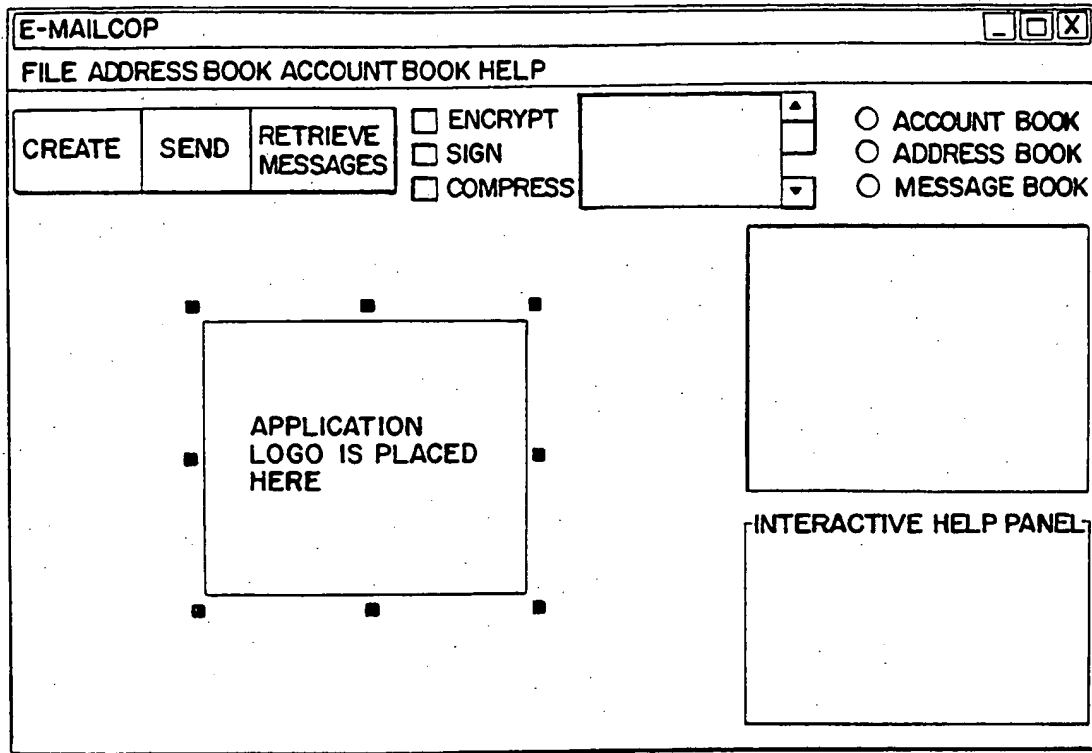 E-MAILCOP
X
FILE ADDRESS BOOK ACCOUNT BOOK HELP
CREATE
SEND
RETRIEVE
MESSAGES
ENCRYPT
SIGN
COMPRESS
ACCOUNT BOOK
ADDRESS BOOK
MESSAGE BOOK
APPLICATION
LOGO IS PLACED
HERE
INTERACTIVE HELP PANEL